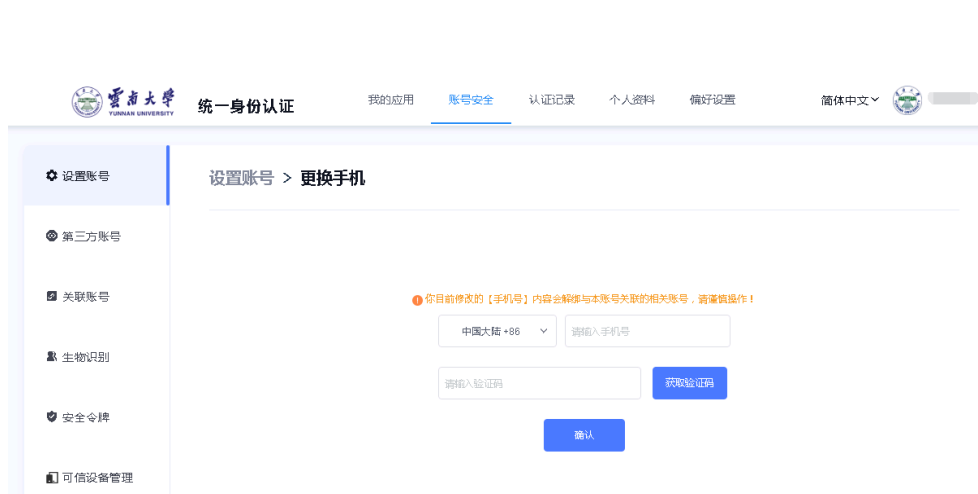 雲南大學
YUNNAN UNIVERSITY
统一身份认证
我的应用
账号安全
认证记录
个人资料
偏好设置
简体中文
设置账号
第三方账号
关联账号
生物识别
安全令牌
可信设备管理
设置账号 > 更换手机
你目前修改的【手机号】内容会解绑与本账号关联的相关账号，请谨慎操作！
中国大陆 +86
请输入手机号
请输入验证码
获取验证码
确认